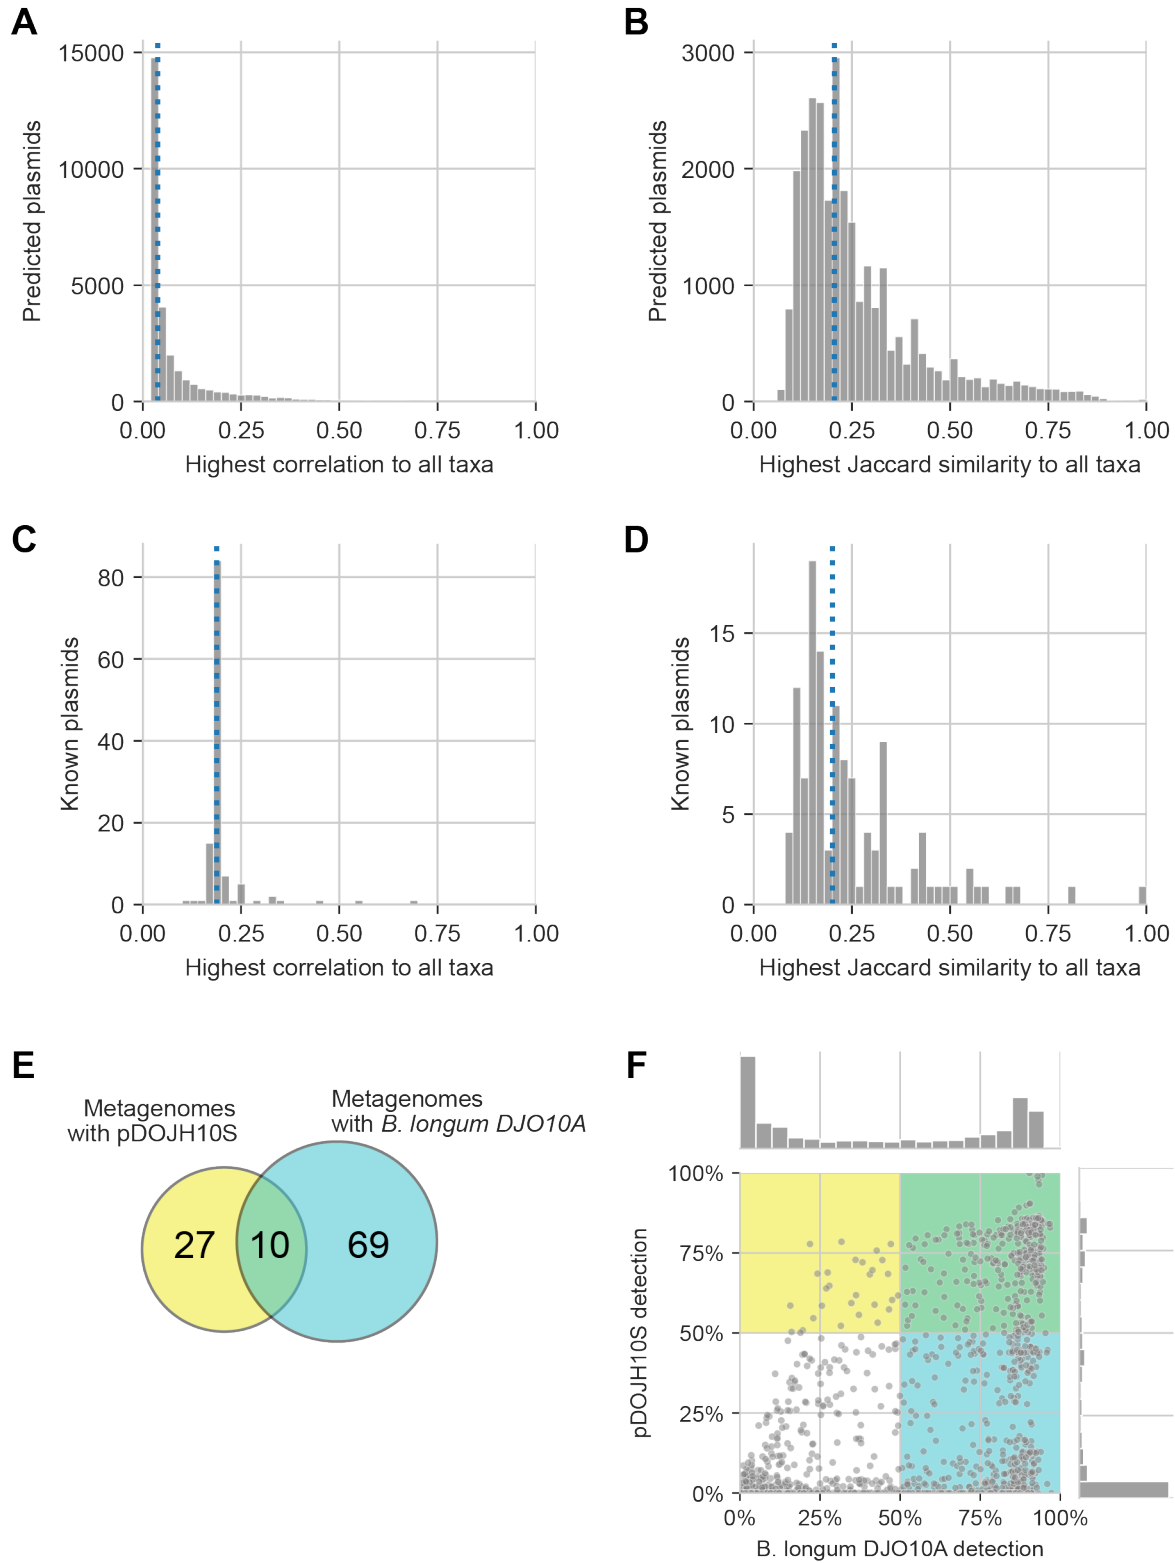 A
15000
10000
5000
0
Predicted plasmids
0.00 0.25 0.50 0.75 1.00
Highest correlation to all taxa
B
3000
2000
1000
0
Predicted plasmids
0.00 0.25 0.50 0.75 1.00
Highest Jaccard similarity to all taxa
C
80
60
40
20
0
Known plasmids
0.00 0.25 0.50 0.75 1.00
Highest correlation to all taxa
D
15
10
5
0
Known plasmids
0.00 0.25 0.50 0.75 1.00
Highest Jaccard similarity to all taxa
E
Metagenomes
with pDOJH10S
Metagenomes
with B. longum DJO10A
27 10 69
F
100%
75%
50%
25%
0%
pDOJH10S detection
0% 25% 50% 75% 100%
B. longum DJO10A detection